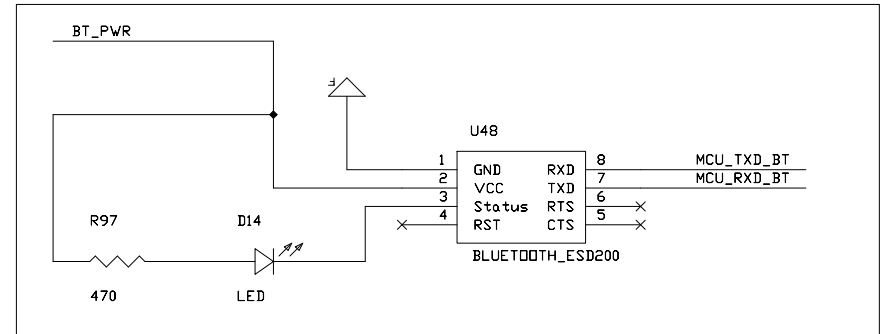 BT_PWR
F
U48
1 GND RXD 8 MCU_TXD_BT
2 VCC TXD 7 MCU_RXD_BT
3 Status RTS 6
4 RST CTS 5
R97 D14
BLUETOOTH_ESD200
470 LED